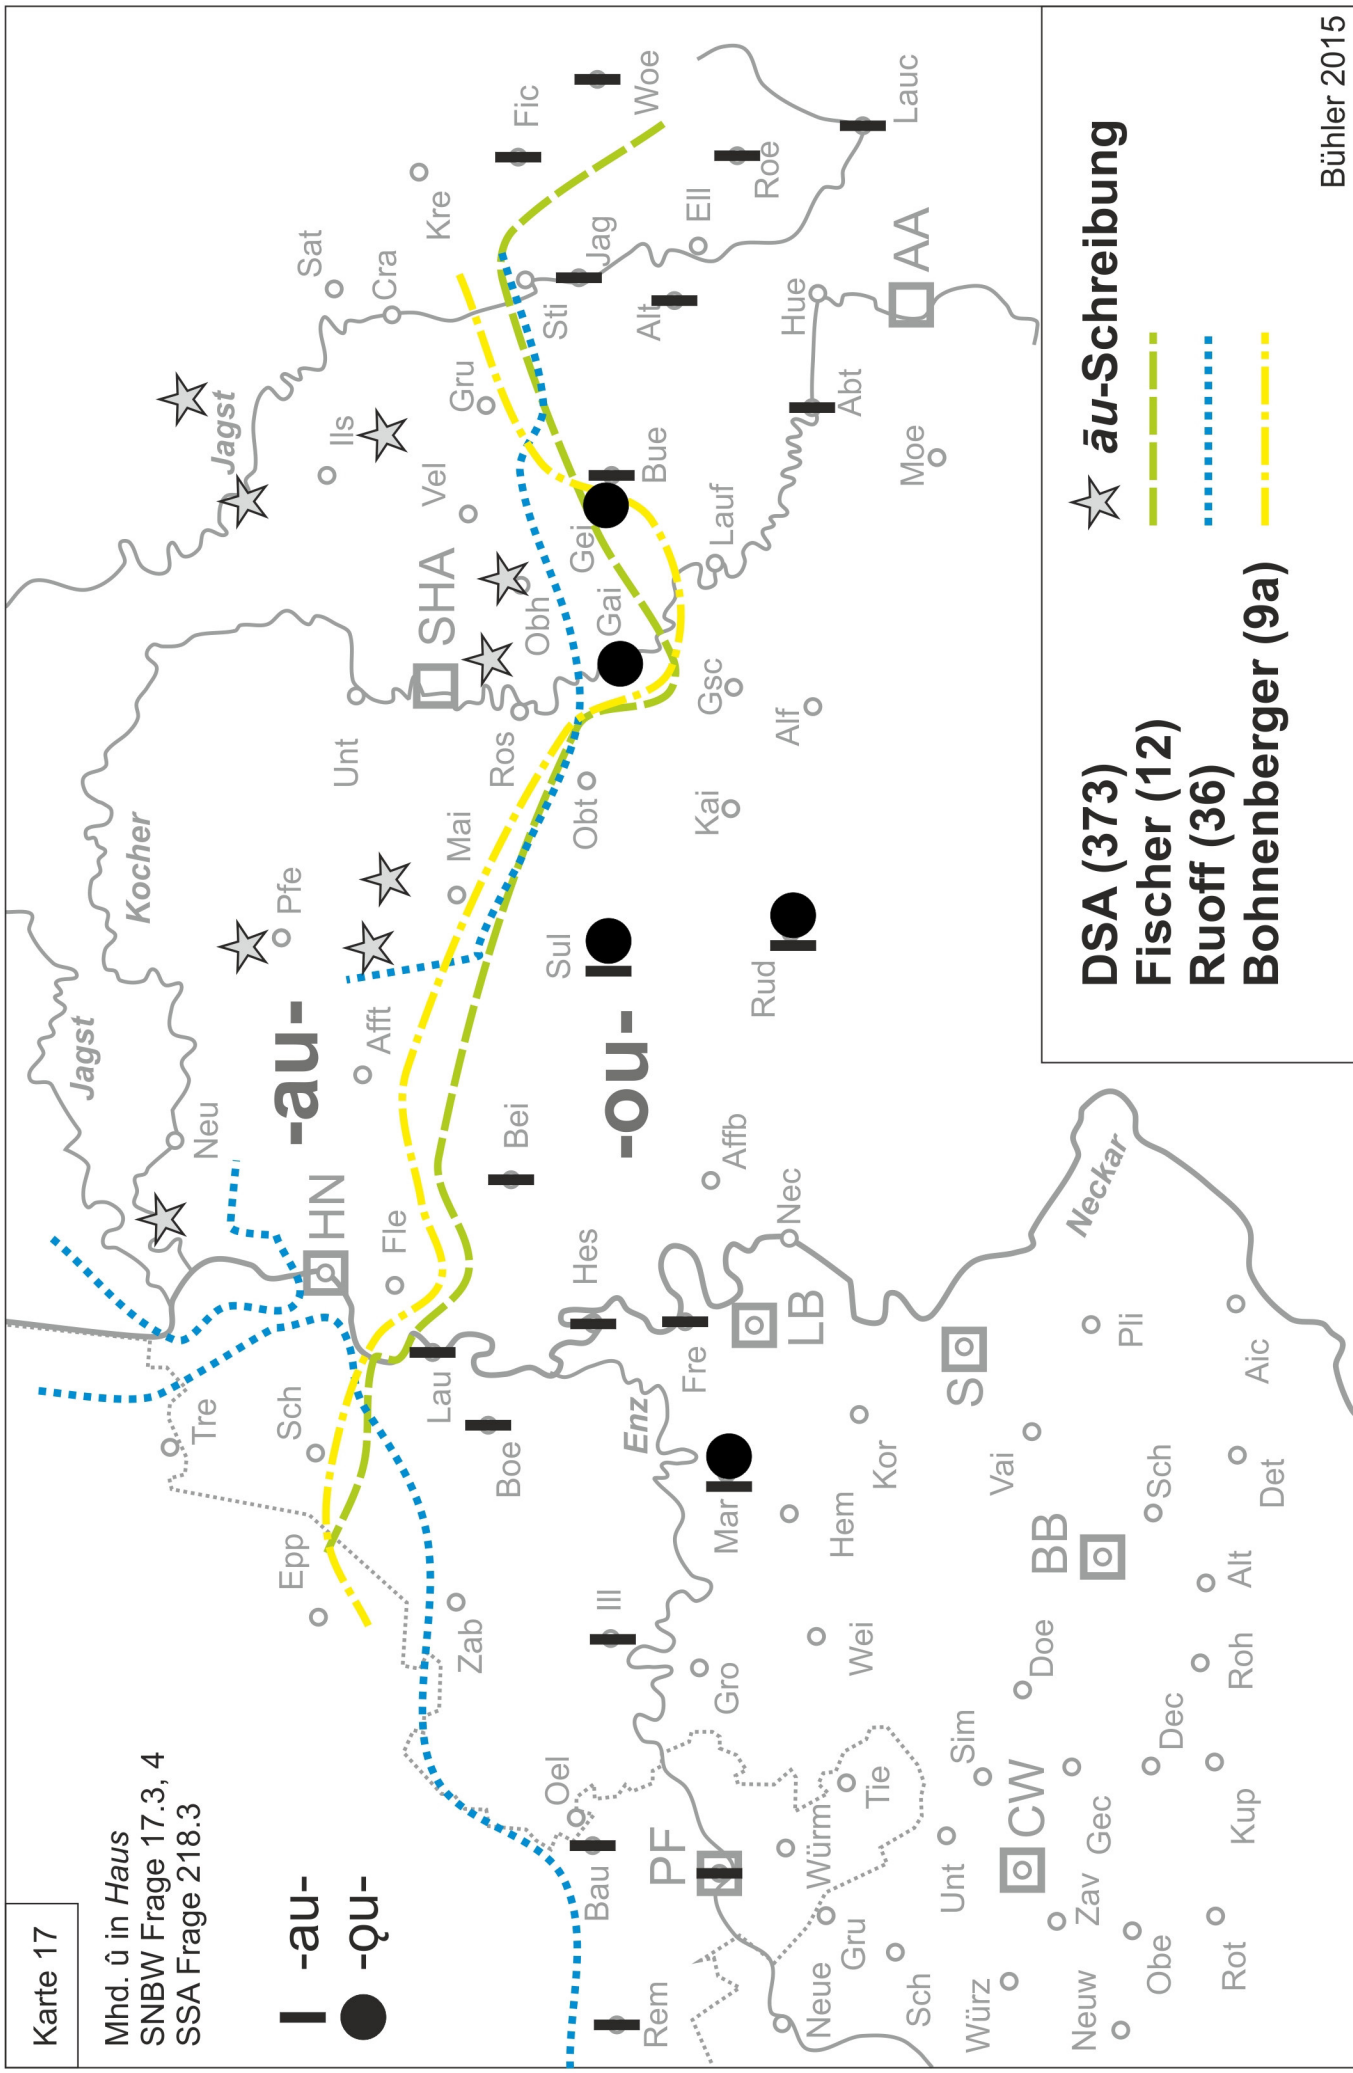 Karte 17
Mhd. û in Haus
SNBW Frage 17.3, 4
SSA Frage 218.3
-au-
-ǫu-
Jagst
Kocher
Jagst
Neu
Pfe
Unt
Ils
Sat
Cra
Kre
Fic
Woe
Tre
HN
-au-
Afft
Mai
SHA
Vel
Gru
Epp
Sch
Fle
Ros
Obh
Sti
Jag
Zab
Lau
Boe
Bei
Sul
Obt
Gai
Gei
Bue
Alt
Ell
Roe
Lauc
-ou-
Oel
Bau
Rem
Ill
Enz
Hes
Fre
Affb
Rud
Kai
Gsc
Alf
Lauf
Hue
Abt
AA
Moe
PF
Gro
Mar
LB
Nec
Neckar
Würm
Tie
Wei
Hem
Kor
S
Neue
Gru
Sch
Unt
Sim
Doe
BB
Vai
Pli
Würz
CW
Zav
Gec
Dec
Sch
Aic
Neuw
Obe
Rot
Kup
Roh
Alt
Det
DSA (373)
āu-Schreibung
Fischer (12)
Ruoff (36)
Bohnenberger (9a)
Bühler 2015